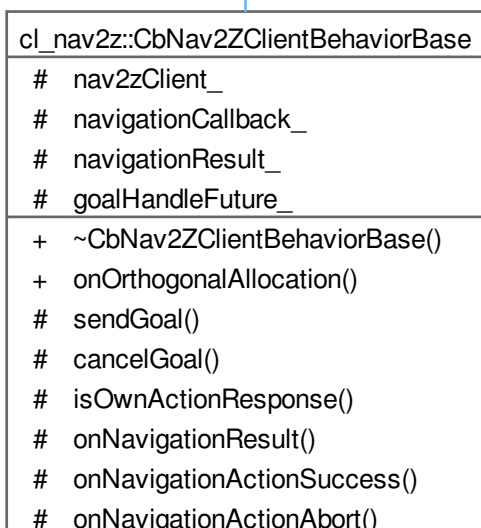 cl_nav2z::CbNav2ZClientBehaviorBase
# nav2zClient_
# navigationCallback_
# navigationResult_
# goalHandleFuture_
+ ~CbNav2ZClientBehaviorBase()
+ onOrthogonalAllocation()
# sendGoal()
# cancelGoal()
# isOwnActionResponse()
# onNavigationResult()
# onNavigationActionSuccess()
# onNavigationActionAbort()